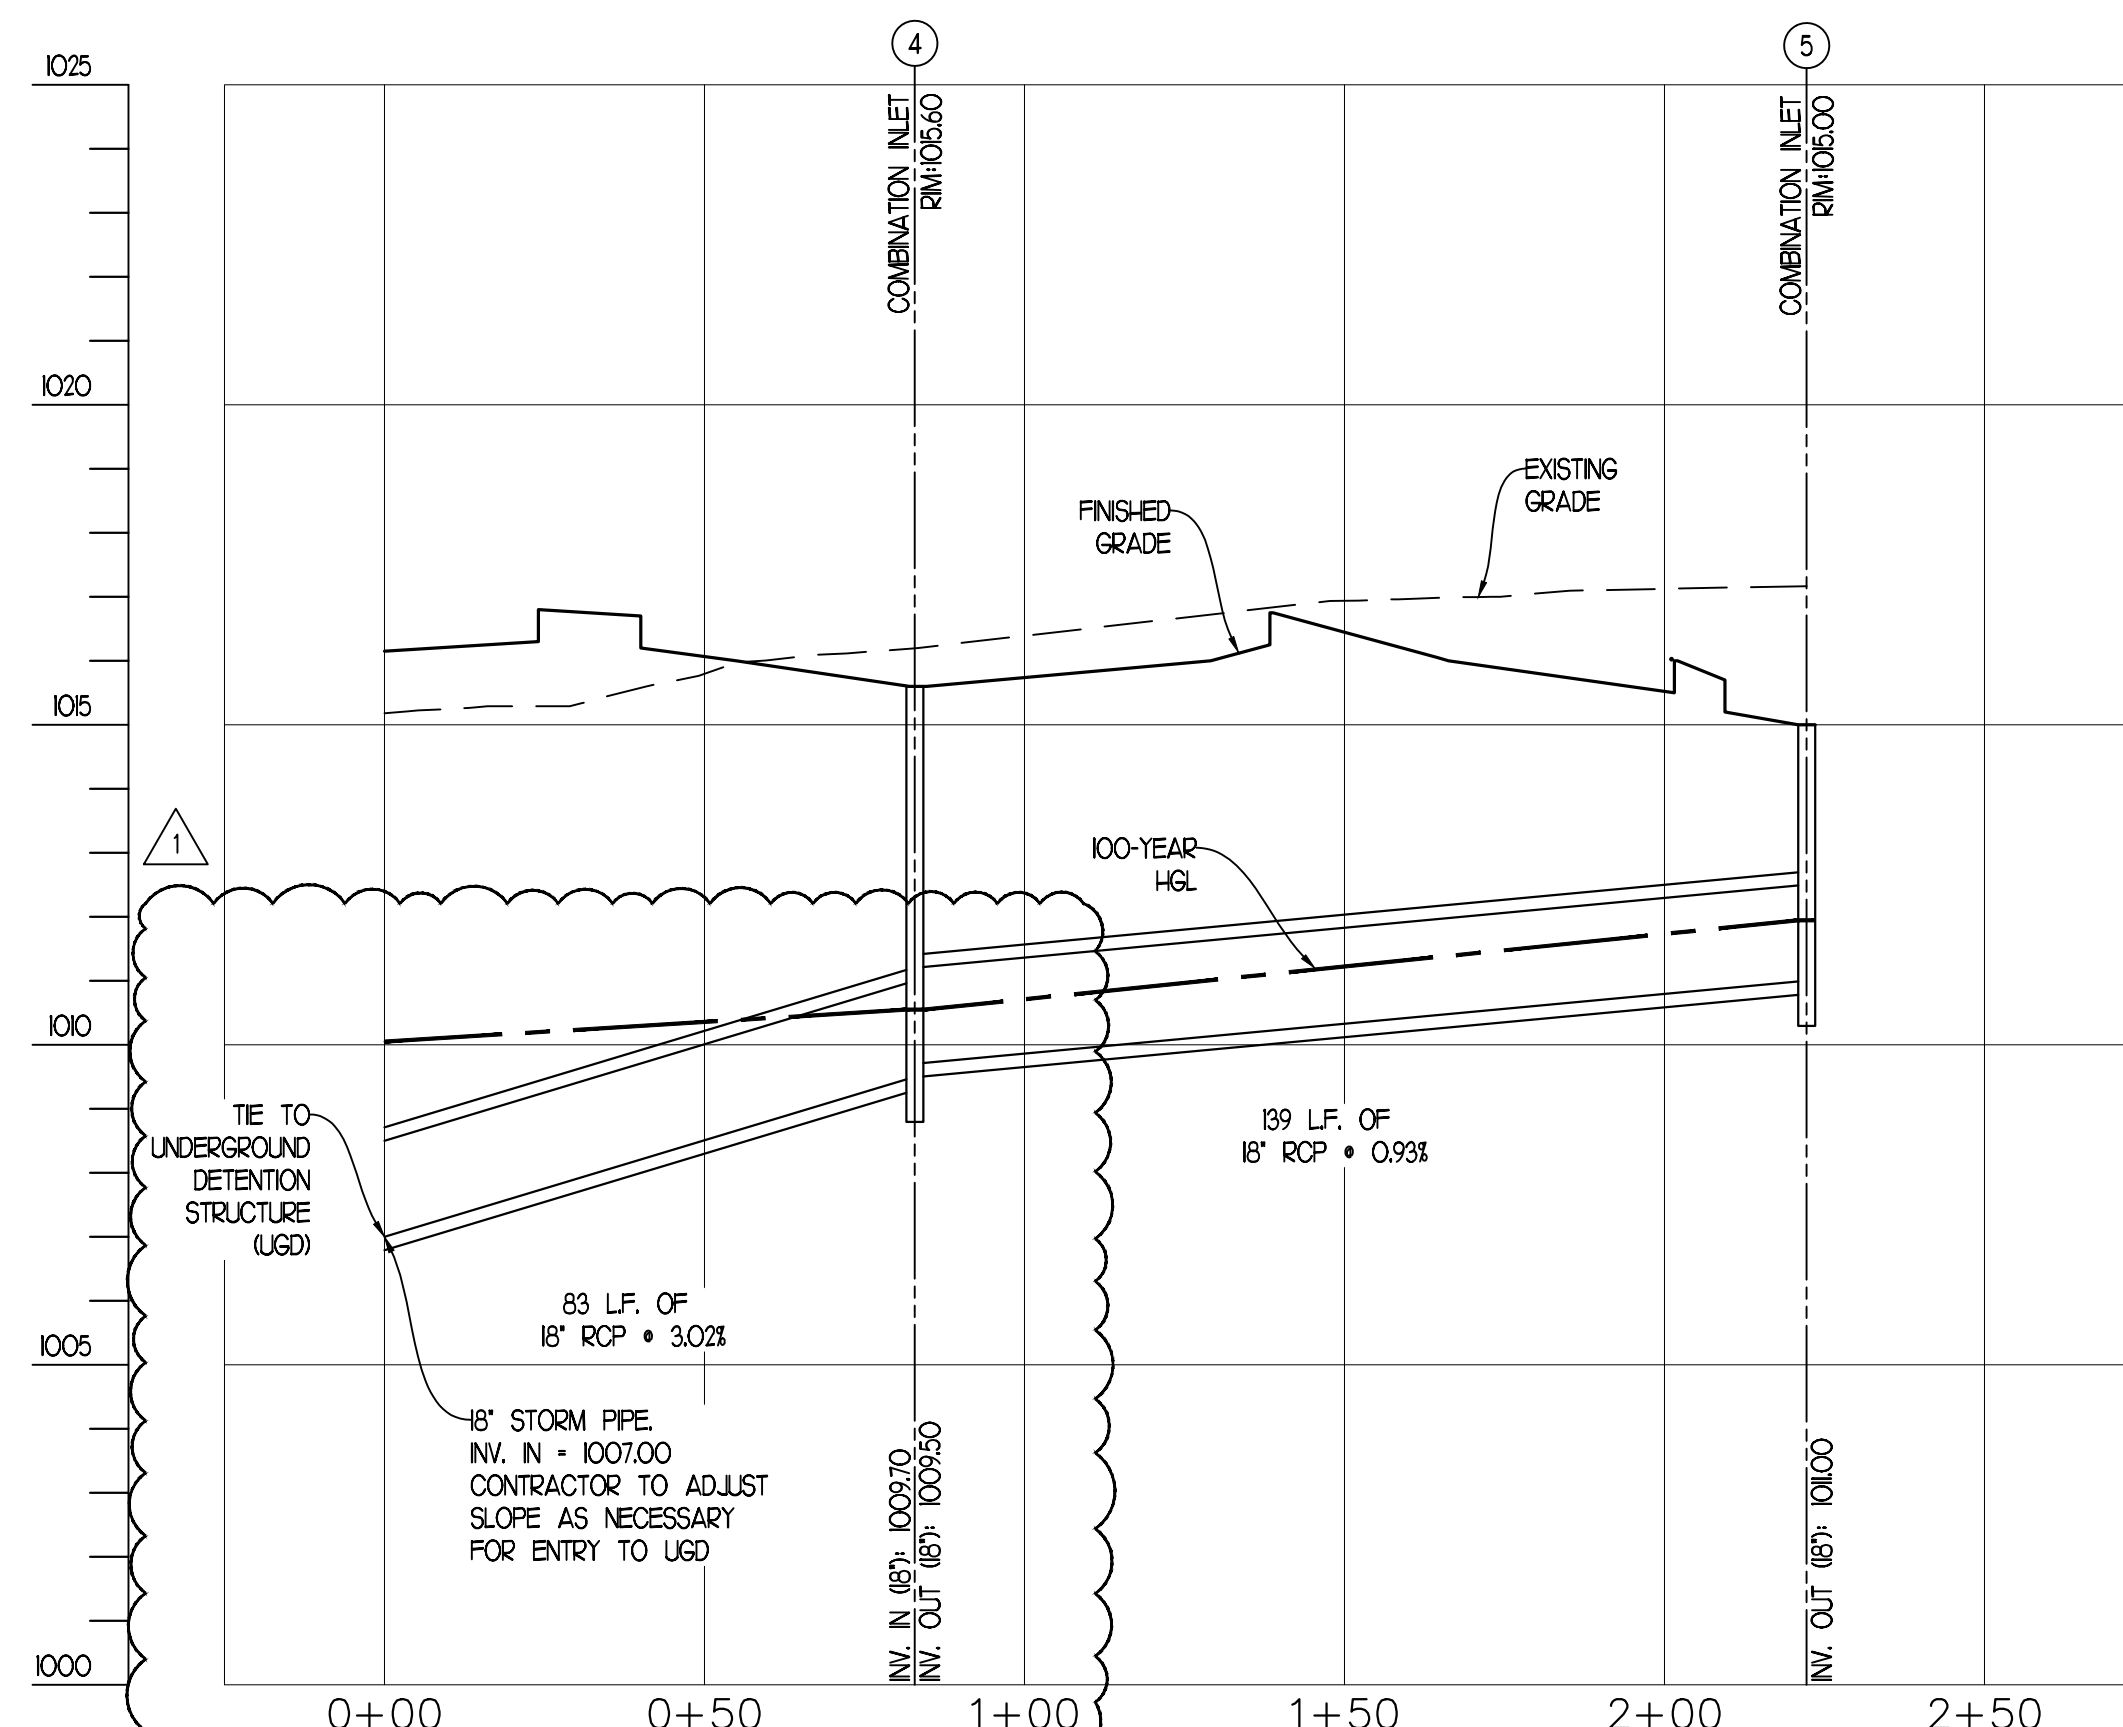 4
5
1025
COMBINATION INLET
RIM:1015.60
COMBINATION INLET
RIM:1015.00
1020
EXISTING
GRADE
FINISHED
GRADE
1015
1
100-YEAR
HGL
1010
TIE TO
UNDERGROUND
DETENTION
STRUCTURE
(UGD)
139 L.F. OF
18" RCP @ 0.93%
83 L.F. OF
18" RCP @ 3.02%
1005
18" STORM PIPE.
INV. IN = 1007.00
CONTRACTOR TO ADJUST
SLOPE AS NECESSARY
FOR ENTRY TO UGD
INV. IN (18"): 1009.70
INV. OUT (18"): 1009.50
INV. OUT (18"): 1011.00
1000
0+00
0+50
1+00
1+50
2+00
2+50